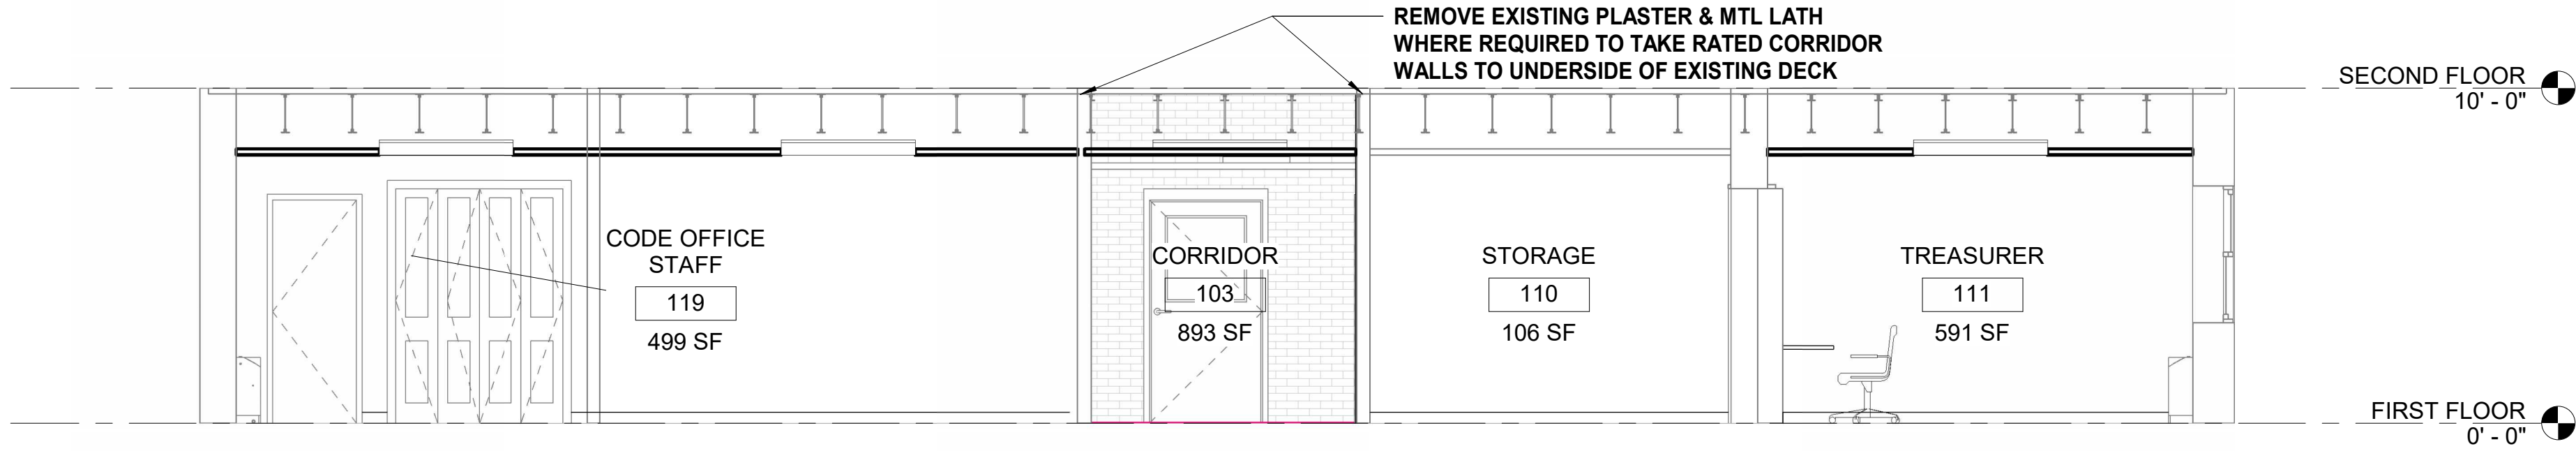 REMOVE EXISTING PLASTER & MTL LATH
WHERE REQUIRED TO TAKE RATED CORRIDOR
WALLS TO UNDERSIDE OF EXISTING DECK
SECOND FLOOR
10' - 0"
CODE OFFICE
STAFF
119
499 SF
CORRIDOR
103
893 SF
STORAGE
110
106 SF
TREASURER
111
591 SF
FIRST FLOOR
0' - 0"